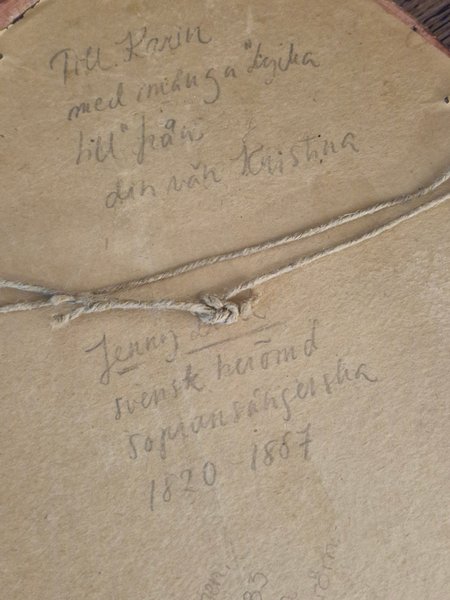 Till Karin
med många "lycka
till" från
din vän Kristina
Jenny
svensk berömd
sopransångerska
1820 - 1887